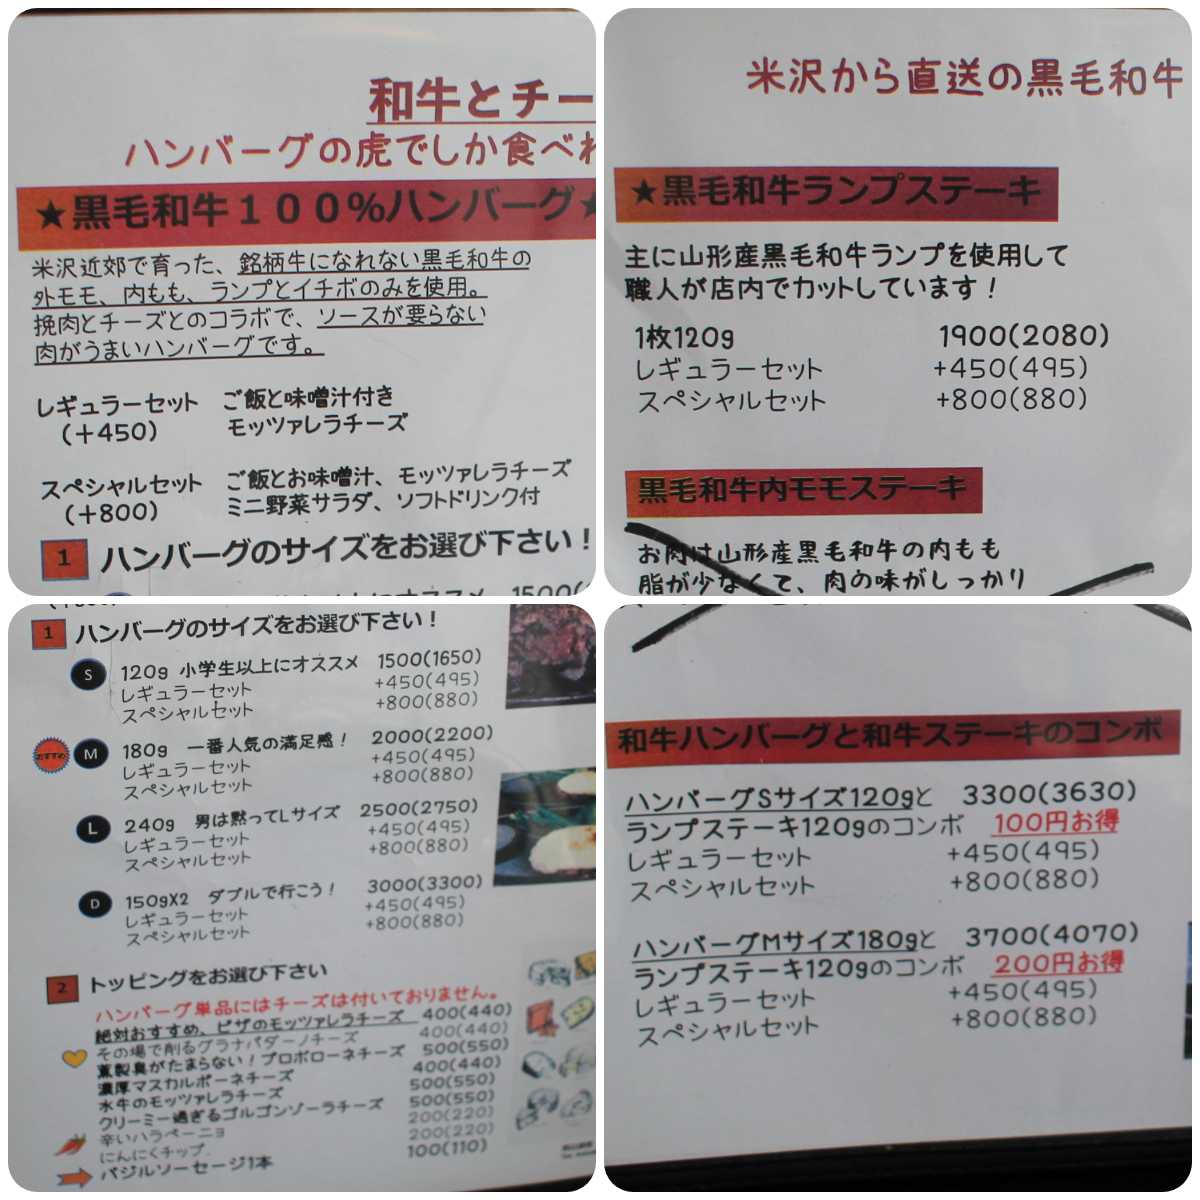 和牛とチー
ハンバーグの虎でしか食べれ
★黒毛和牛１００％ハンバーグ★
米沢近郊で育った、銘柄牛になれない黒毛和牛の
外モモ、内もも、ランプとイチボのみを使用。
挽肉とチーズとのコラボで、ソースが要らない
肉がうまいハンバーグです。
レギュラーセット ご飯と味噌汁付き
(＋450) モッツァレラチーズ
スペシャルセット ご飯とお味噌汁、モッツァレラチーズ
(＋800) ミニ野菜サラダ、ソフトドリンク付
1 ハンバーグのサイズをお選び下さい！
米沢から直送の黒毛和牛
★黒毛和牛ランプステーキ
主に山形産黒毛和牛ランプを使用して
職人が店内でカットしています！
1枚120g 1900(2080)
レギュラーセット +450(495)
スペシャルセット +800(880)
黒毛和牛内モモステーキ
お肉は山形産黒毛和牛の内もも
脂が少なくて、肉の味がしっかり
1 ハンバーグのサイズをお選び下さい！
S 120g 小学生以上にオススメ 1500(1650)
レギュラーセット +450(495)
スペシャルセット +800(880)
おすすめ M 180g 一番人気の満足感！ 2000(2200)
レギュラーセット +450(495)
スペシャルセット +800(880)
L 240g 男は黙ってLサイズ 2500(2750)
レギュラーセット +450(495)
スペシャルセット +800(880)
D 150gX2 ダブルで行こう！ 3000(3300)
レギュラーセット +450(495)
スペシャルセット +800(880)
2 トッピングをお選び下さい
ハンバーグ単品にはチーズは付いておりません。
絶対おすすめ、ピザのモッツァレラチーズ 400(440)
その場で削るグラナパダーノチーズ 400(440)
薫製臭がたまらない！プロボローネチーズ 500(550)
濃厚マスカルポーネチーズ 400(440)
水牛のモッツァレラチーズ 500(550)
クリーミー過ぎるゴルゴンゾーラチーズ 500(550)
辛いハラペーニョ 200(220)
にんにくチップ 200(220)
バジルソーセージ1本 100(110)
和牛ハンバーグと和牛ステーキのコンボ
ハンバーグSサイズ120gと 3300(3630)
ランプステーキ120gのコンボ 100円お得
レギュラーセット +450(495)
スペシャルセット +800(880)
ハンバーグMサイズ180gと 3700(4070)
ランプステーキ120gのコンボ 200円お得
レギュラーセット +450(495)
スペシャルセット +800(880)